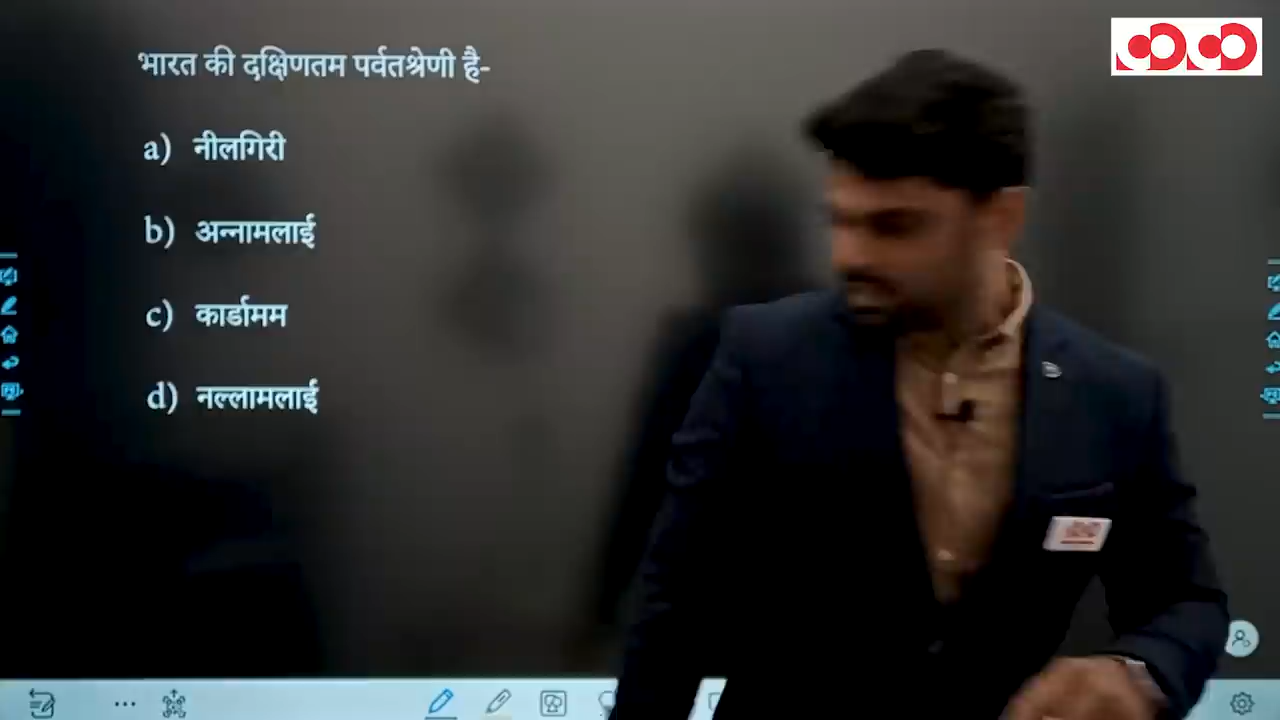 भारत की दक्षिणतम पर्वतश्रेणी है-
a) नीलगिरी
b) अन्नामलाई
c) कार्डामम
d) नल्लामलाई